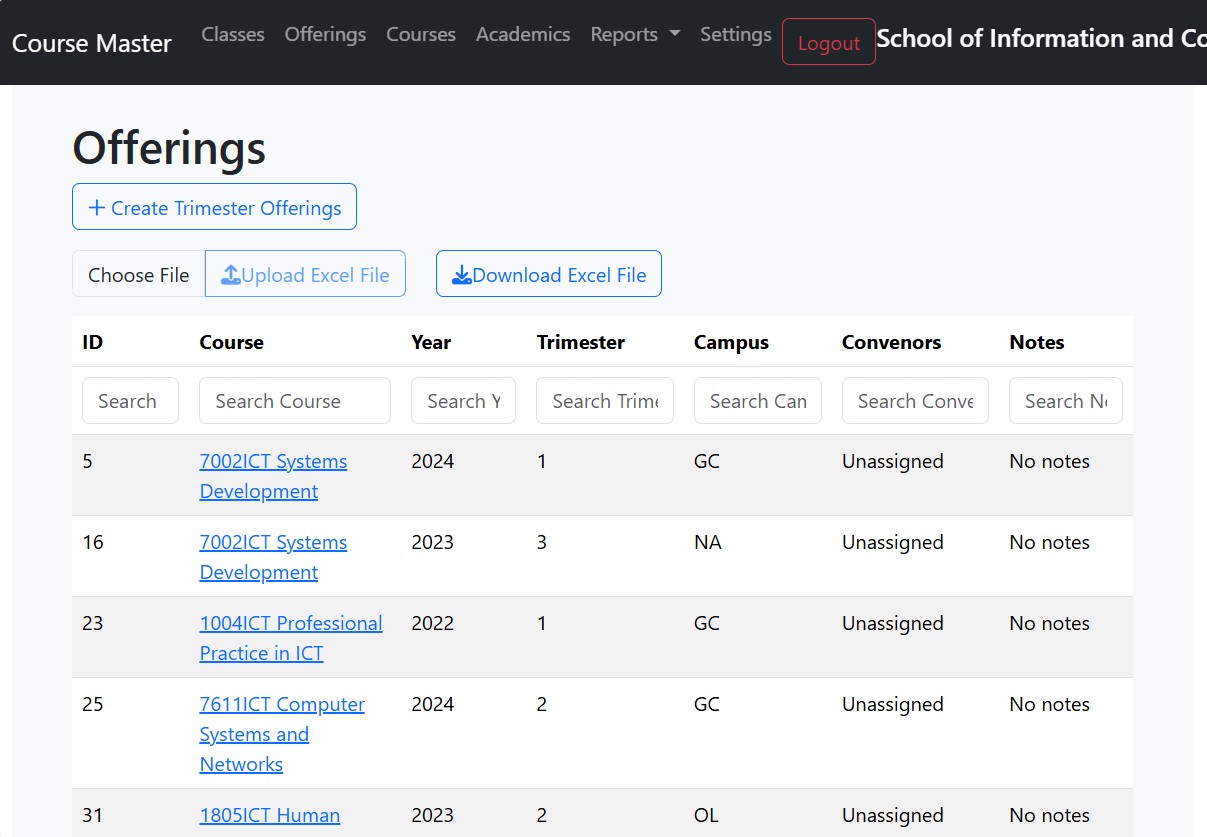 Course Master Classes Offerings Courses Academics Reports Settings Logout School of Information and Co
Offerings
+ Create Trimester Offerings
Choose File Upload Excel File Download Excel File
ID Course Year Trimester Campus Convenors Notes
Search Search Course Search Y Search Trime Search Can Search Conve Search No
5 7002ICT Systems 2024 1 GC Unassigned No notes
Development
16 7002ICT Systems 2023 3 NA Unassigned No notes
Development
23 1004ICT Professional 2022 1 GC Unassigned No notes
Practice in ICT
25 7611ICT Computer 2024 2 GC Unassigned No notes
Systems and
Networks
31 1805ICT Human 2023 2 OL Unassigned No notes